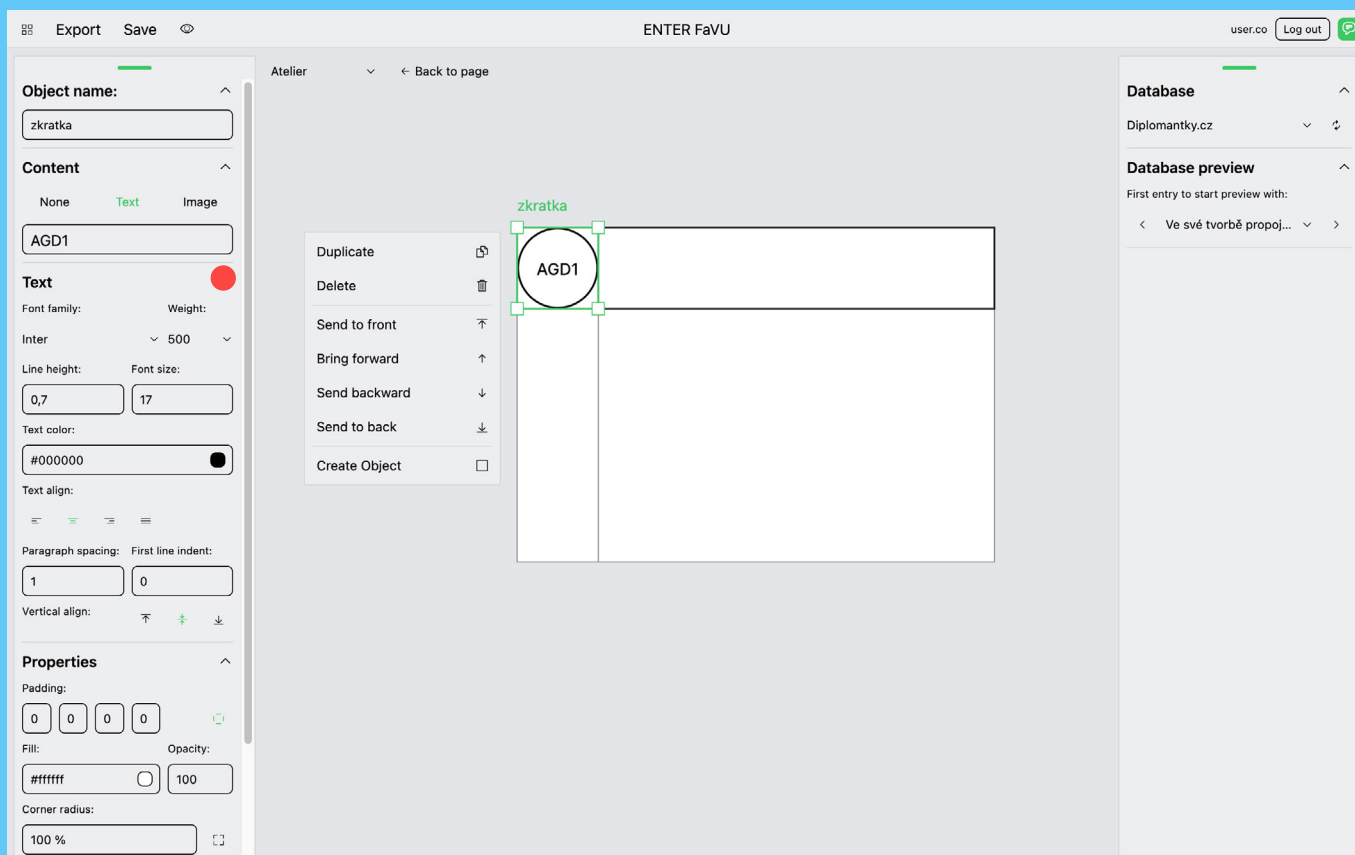 Export Save ENTER FaVU user.co Log out
Object name:
zkratka
Content
None Text Image
AGD1
Text
Font family: Weight:
Inter 500
Line height: Font size:
0,7 17
Text color:
#000000
Text align:
Paragraph spacing: First line indent:
1 0
Vertical align:
Properties
Padding:
0 0 0 0
Fill: Opacity:
#ffffff 100
Corner radius:
100 %
Atelier ← Back to page
Duplicate
Delete
Send to front
Bring forward
Send backward
Send to back
Create Object
zkratka
AGD1
Database
Diplomantky.cz
Database preview
First entry to start preview with:
Ve své tvorbě propoj...